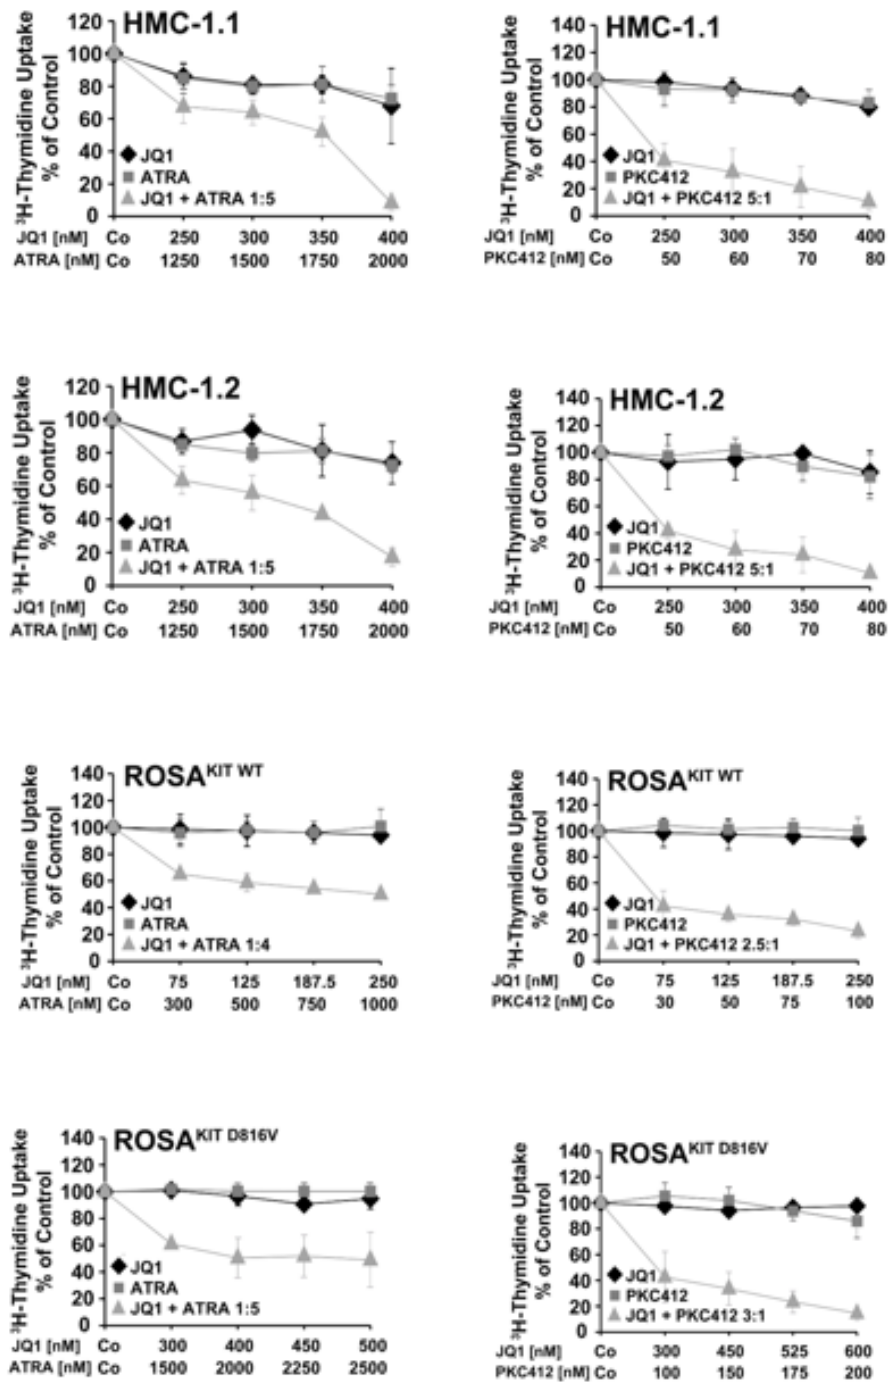 HMC-1.1
³H-Thymidine Uptake
% of Control
120
100
80
60
40
20
0
JQ1
ATRA
JQ1 + ATRA 1:5
Co 250 300 350 400
JQ1 [nM]
ATRA [nM] Co 1250 1500 1750 2000
HMC-1.1
³H-Thymidine Uptake
% of Control
140
120
100
80
60
40
20
0
JQ1
PKC412
JQ1 + PKC412 5:1
JQ1 [nM] Co 250 300 350 400
PKC412 [nM] Co 50 60 70 80
HMC-1.2
³H-Thymidine Uptake
% of Control
120
100
80
60
40
20
0
JQ1
ATRA
JQ1 + ATRA 1:5
JQ1 [nM] Co 250 300 350 400
ATRA [nM] Co 1250 1500 1750 2000
HMC-1.2
³H-Thymidine Uptake
% of Control
140
120
100
80
60
40
20
0
JQ1
PKC412
JQ1 + PKC412 5:1
JQ1 [nM] Co 250 300 350 400
PKC412 [nM] Co 50 60 70 80
ROSA KIT WT
³H-Thymidine Uptake
% of Control
140
120
100
80
60
40
20
0
JQ1
ATRA
JQ1 + ATRA 1:4
JQ1 [nM] Co 75 125 187.5 250
ATRA [nM] Co 300 500 750 1000
ROSA KIT WT
³H-Thymidine Uptake
% of Control
140
120
100
80
60
40
20
0
JQ1
PKC412
JQ1 + PKC412 2.5:1
JQ1 [nM] Co 75 125 187.5 250
PKC412 [nM] Co 30 50 75 100
ROSA KIT D816V
³H-Thymidine Uptake
% of Control
140
120
100
80
60
40
20
0
JQ1
ATRA
JQ1 + ATRA 1:5
JQ1 [nM] Co 300 400 450 500
ATRA [nM] Co 1500 2000 2250 2500
ROSA KIT D816V
³H-Thymidine Uptake
% of Control
140
120
100
80
60
40
20
0
JQ1
PKC412
JQ1 + PKC412 3:1
JQ1 [nM] Co 300 450 525 600
PKC412 [nM] Co 100 150 175 200